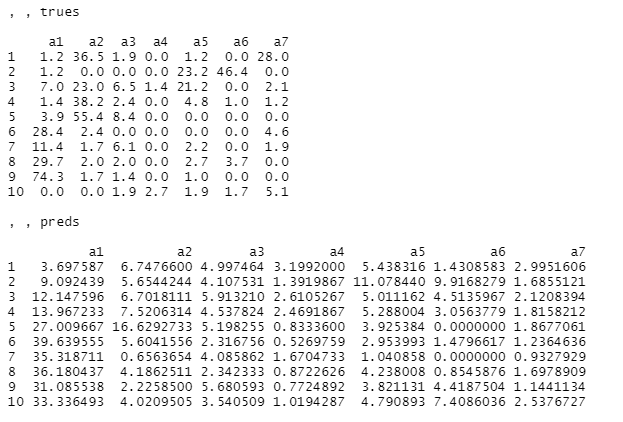 , , trues
a1 a2 a3 a4 a5 a6 a7
1 1.2 36.5 1.9 0.0 1.2 0.0 28.0
2 1.2 0.0 0.0 0.0 23.2 46.4 0.0
3 7.0 23.0 6.5 1.4 21.2 0.0 2.1
4 1.4 38.2 2.4 0.0 4.8 1.0 1.2
5 3.9 55.4 8.4 0.0 0.0 0.0 0.0
6 28.4 2.4 0.0 0.0 0.0 0.0 4.6
7 11.4 1.7 6.1 0.0 2.2 0.0 1.9
8 29.7 2.0 2.0 0.0 2.7 3.7 0.0
9 74.3 1.7 1.4 0.0 1.0 0.0 0.0
10 0.0 0.0 1.9 2.7 1.9 1.7 5.1
, , preds
a1 a2 a3 a4 a5 a6 a7
1 3.697587 6.7476600 4.997464 3.1992000 5.438316 1.4308583 2.9951606
2 9.092439 5.6544244 4.107531 1.3919867 11.078440 9.9168279 1.6855121
3 12.147596 6.7018111 5.913210 2.6105267 5.011162 4.5135967 2.1208394
4 13.967233 7.5206314 4.537824 2.4691867 5.288004 3.0563779 1.8158212
5 27.009667 16.6292733 5.198255 0.8333600 3.925384 0.0000000 1.8677061
6 39.639555 5.6041556 2.316756 0.5269759 2.953993 1.4796617 1.2364636
7 35.318711 0.6563654 4.085862 1.6704733 1.040858 0.0000000 0.9327929
8 36.180437 4.1862511 2.342333 0.8722626 4.238008 0.8545876 1.6978909
9 31.085538 2.2258500 5.680593 0.7724892 3.821131 4.4187504 1.1441134
10 33.336493 4.0209505 3.540509 1.0194287 4.790893 7.4086036 2.5376727